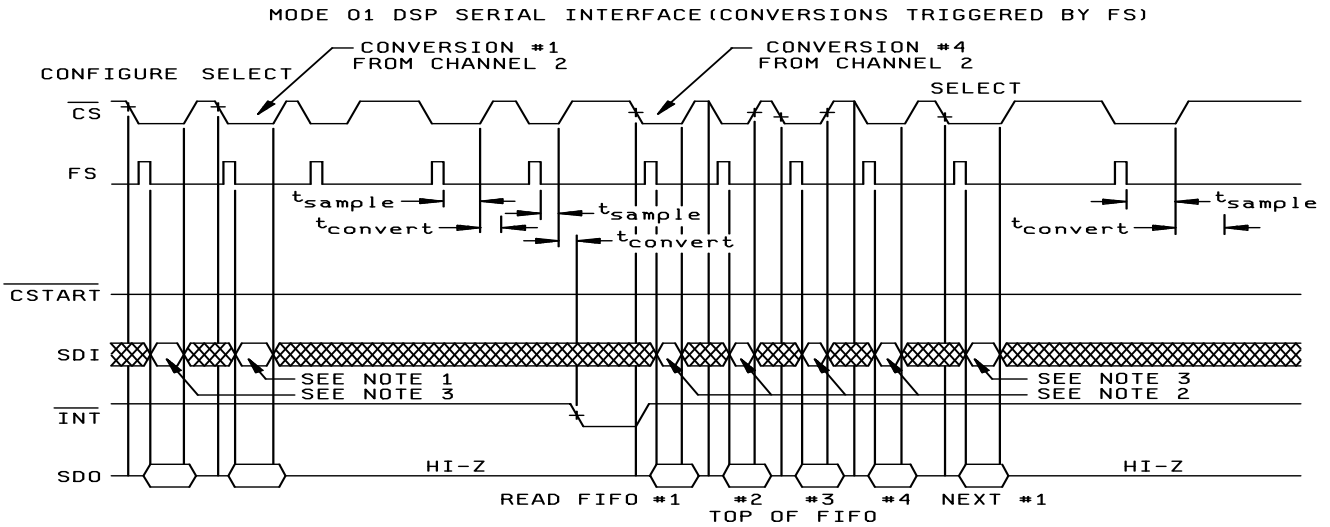 MODE 01 DSP SERIAL INTERFACE (CONVERSIONS TRIGGERED BY FS)
CONVERSION #1
FROM CHANNEL 2
CONVERSION #4
FROM CHANNEL 2
CONFIGURE SELECT
SELECT
CS
FS
tsample
tsample
tsample
tconvert
tconvert
tconvert
CSTART
SDI
SEE NOTE 1
SEE NOTE 3
SEE NOTE 3
SEE NOTE 2
INT
SDO
HI-Z
HI-Z
READ FIFO #1 #2 #3 #4 NEXT #1
TOP OF FIFO